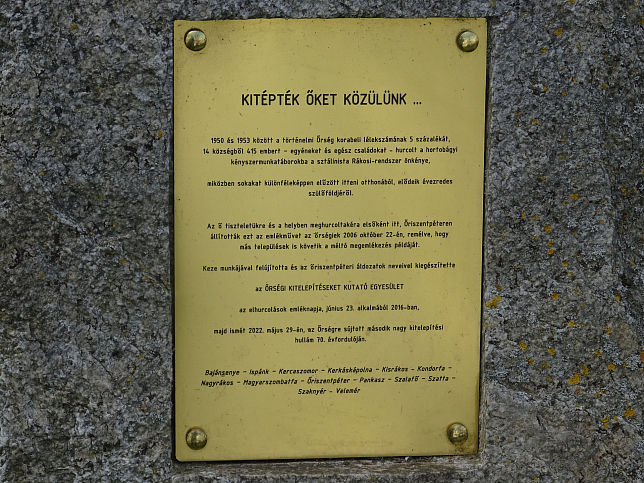 KITÉPTÉK ŐKET KÖZÜLÜNK ...
1950 és 1953 között a történelmi Őrség korabeli lélekszámának 5 százalékát,
14 községből 415 embert – egyéneket és egész családokat – hurcolt a hortobágyi
kényszermunkatáborokba a sztálinista Rákosi-rendszer önkénye,
miközben sokakat különféleképpen elűzött itteni otthonából, elődeik évezredes
szülőföldjéről.
Az ő tiszteletükre és a helyben meghurcoltakéra elsőként itt, Őriszentpéteren
állították ezt az emlékművet az őrségiek 2006 október 22-én, remélve, hogy
más települések is követik a méltó megemlékezés példáját.
Keze munkájával felújította és az őriszentpéteri áldozatok neveivel kiegészítette
az ŐRSÉGI KITELEPÍTÉSEKET KUTATÓ EGYESÜLET
az elhurcolások emléknapja, június 23. alkalmából 2016-ban,
majd ismét 2022. május 29-én, az Őrségre sújtott második nagy kitelepítési
hullám 70. évfordulóján.
Bajánsenye – Ispánk – Kercaszomor – Kerkáskápolna – Kisrákos – Kondorfa –
Nagyrákos – Magyarszombatfa – Őriszentpéter – Pankasz – Szalafő – Szatta –
Szaknyér – Velemér